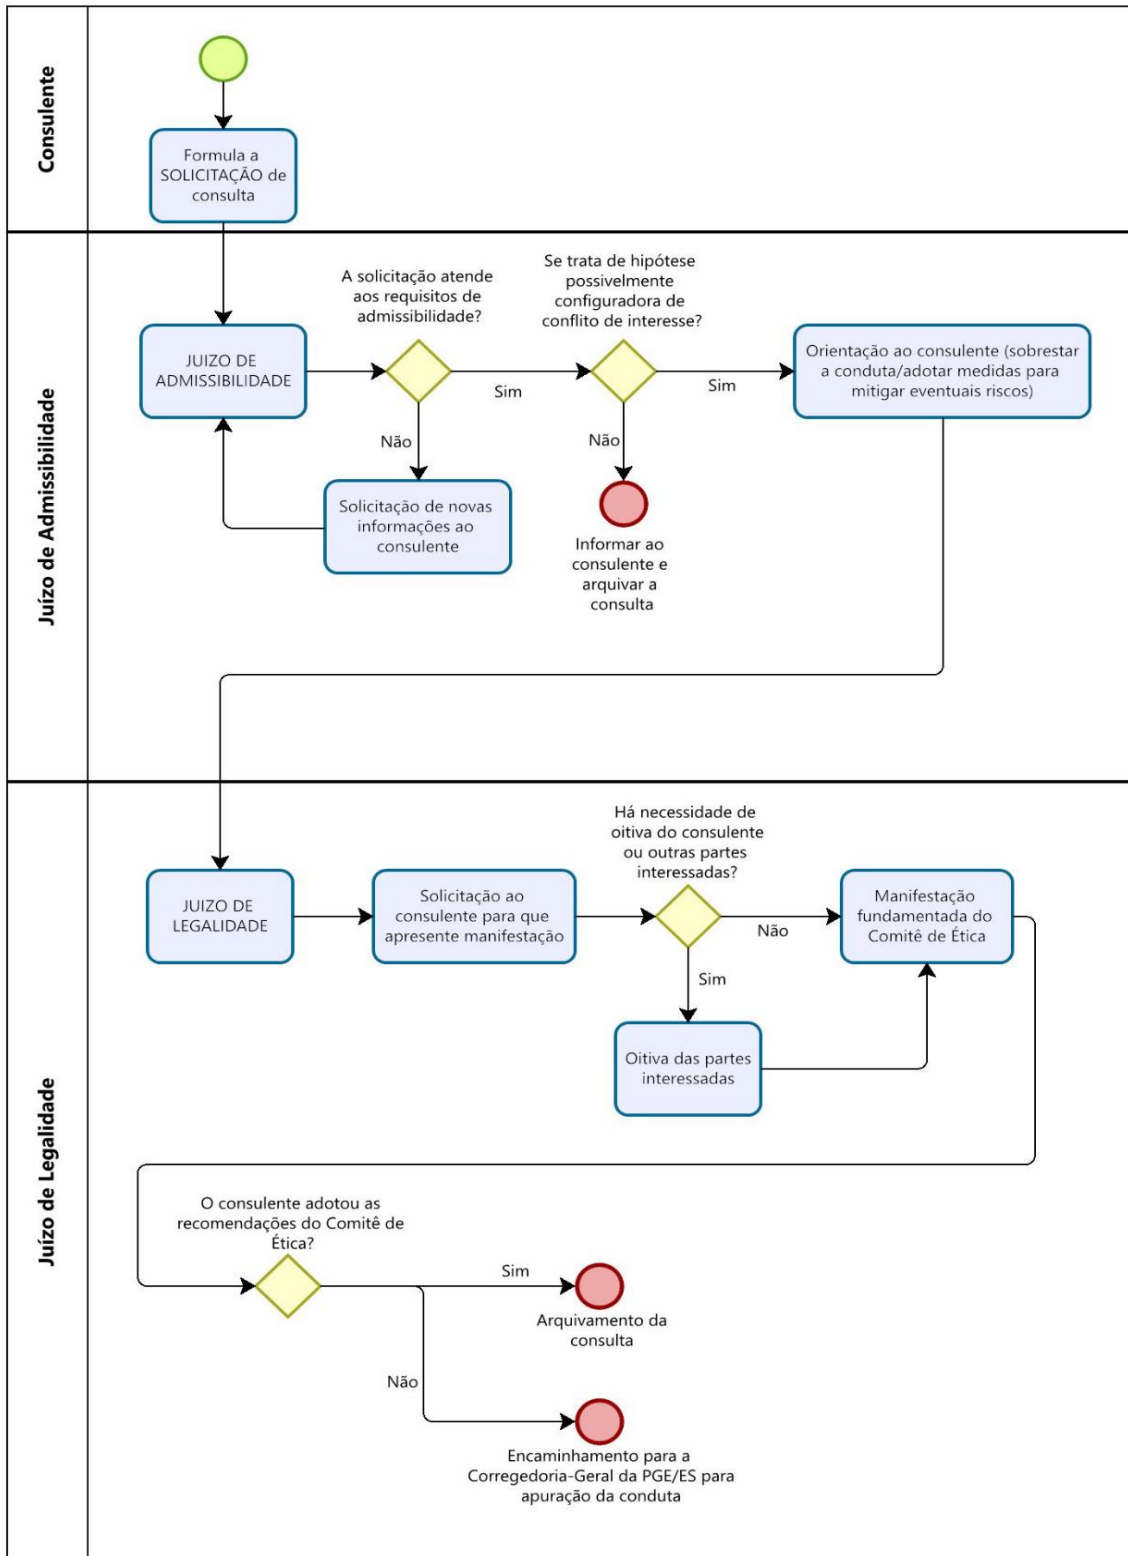 Consulente
Formula a
SOLICITAÇÃO de
consulta
Juízo de Admissibilidade
A solicitação atende
aos requisitos de
admissibilidade?
Se trata de hipótese
possivelmente
configuradora de
conflito de interesse?
JUIZO DE
ADMISSIBILIDADE
Sim
Sim
Orientação ao consulente (sobrestar
a conduta/adotar medidas para
mitigar eventuais riscos)
Não
Não
Solicitação de novas
informações ao
consulente
Informar ao
consulente e
arquivar a
consulta
Juízo de Legalidade
Há necessidade de
oitiva do consulente
ou outras partes
interessadas?
JUIZO DE
LEGALIDADE
Solicitação ao
consulente para que
apresente manifestação
Não
Manifestação
fundamentada do
Comitê de Ética
Sim
Oitiva das partes
interessadas
O consulente adotou as
recomendações do Comitê de
Ética?
Sim
Arquivamento da
consulta
Não
Encaminhamento para a
Corregedoria-Geral da PGE/ES para
apuração da conduta